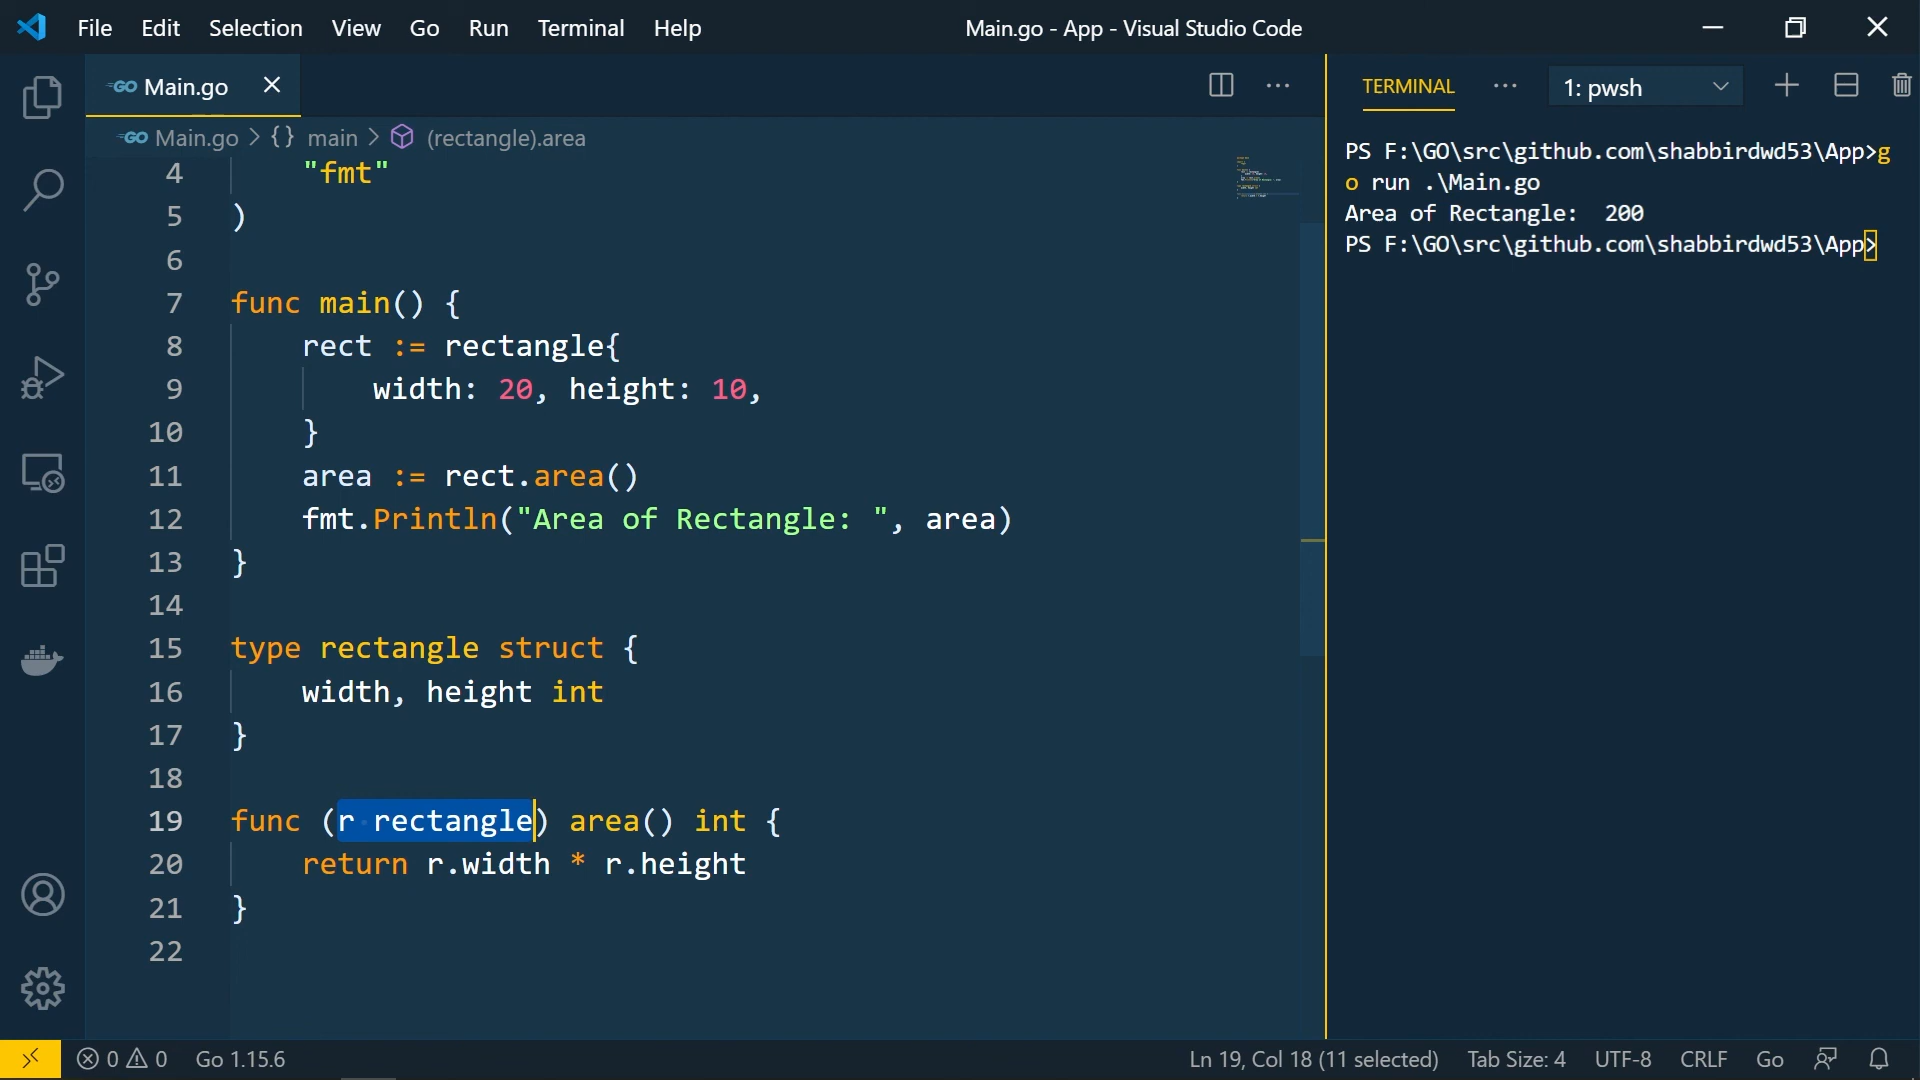 File Edit Selection View Go Run Terminal Help Main.go - App - Visual Studio Code
GO Main.go
TERMINAL ··· 1: pwsh
GO Main.go > {} main > (rectangle).area
4 "fmt"
5 )
6
7 func main() {
8 rect := rectangle{
9 width: 20, height: 10,
10 }
11 area := rect.area()
12 fmt.Println("Area of Rectangle: ", area)
13 }
14
15 type rectangle struct {
16 width, height int
17 }
18
19 func (r rectangle) area() int {
20 return r.width * r.height
21 }
22
PS F:\GO\src\github.com\shabbirdwd53\App>g
o run .\Main.go
Area of Rectangle:  200
PS F:\GO\src\github.com\shabbirdwd53\App>
0 0 Go 1.15.6 Ln 19, Col 18 (11 selected) Tab Size: 4 UTF-8 CRLF Go